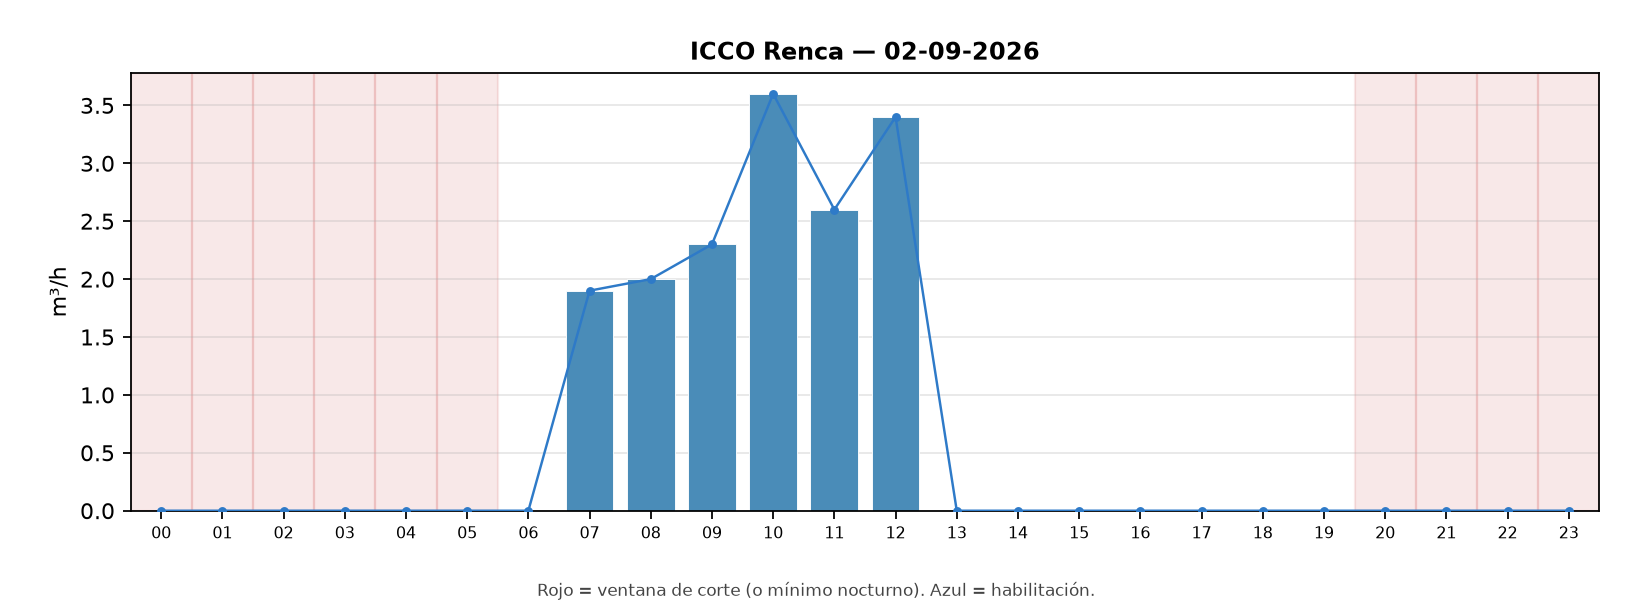 ICCO Renca — 02-09-2026
m³/h
3.5
3.0
2.5
2.0
1.5
1.0
0.5
0.0
00 01 02 03 04 05 06 07 08 09 10 11 12 13 14 15 16 17 18 19 20 21 22 23
Rojo = ventana de corte (o mínimo nocturno). Azul = habilitación.